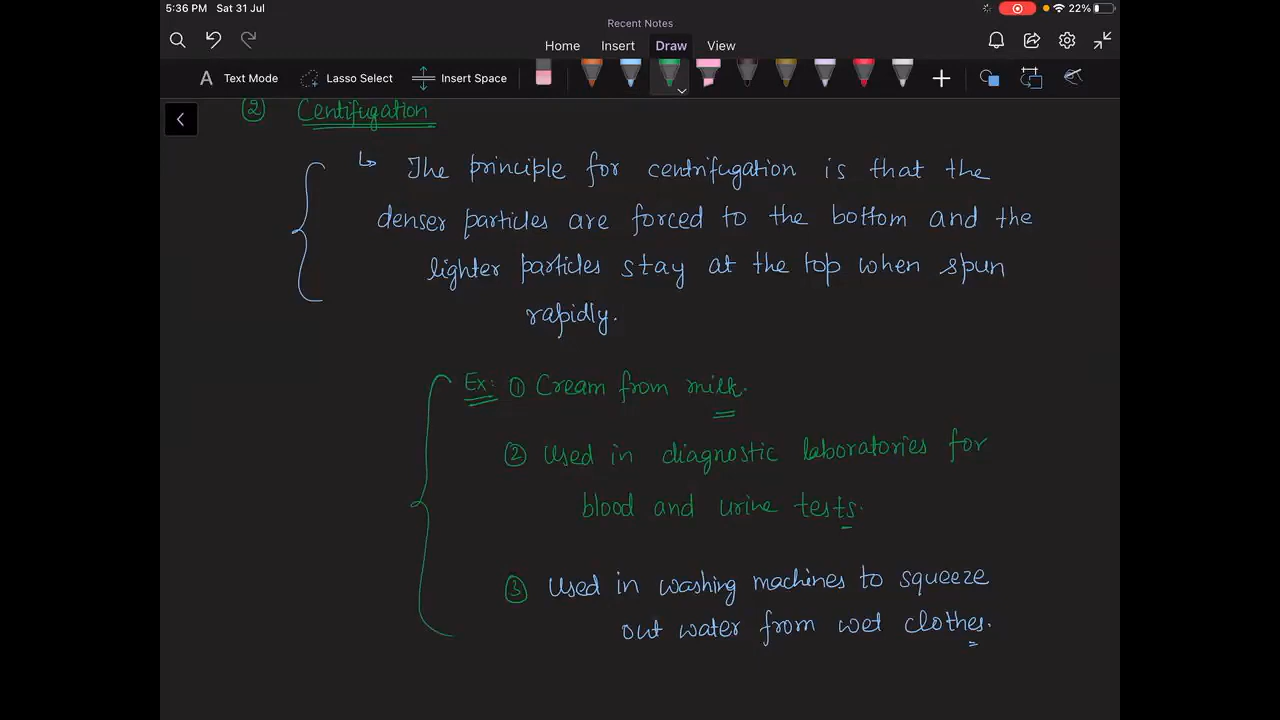 5:36 PM Sat 31 Jul
22%
Recent Notes
Home Insert Draw View
A Text Mode Lasso Select Insert Space
② Centifugation
↳ The principle for centrifugation is that the
denser particles are forced to the bottom and the
lighter particles stay at the top when spun
rapidly.
Ex: ① Cream from milk.
② Used in diagnostic laboratories for
blood and urine tests.
③ Used in washing machines to squeeze
out water from wet clothes.